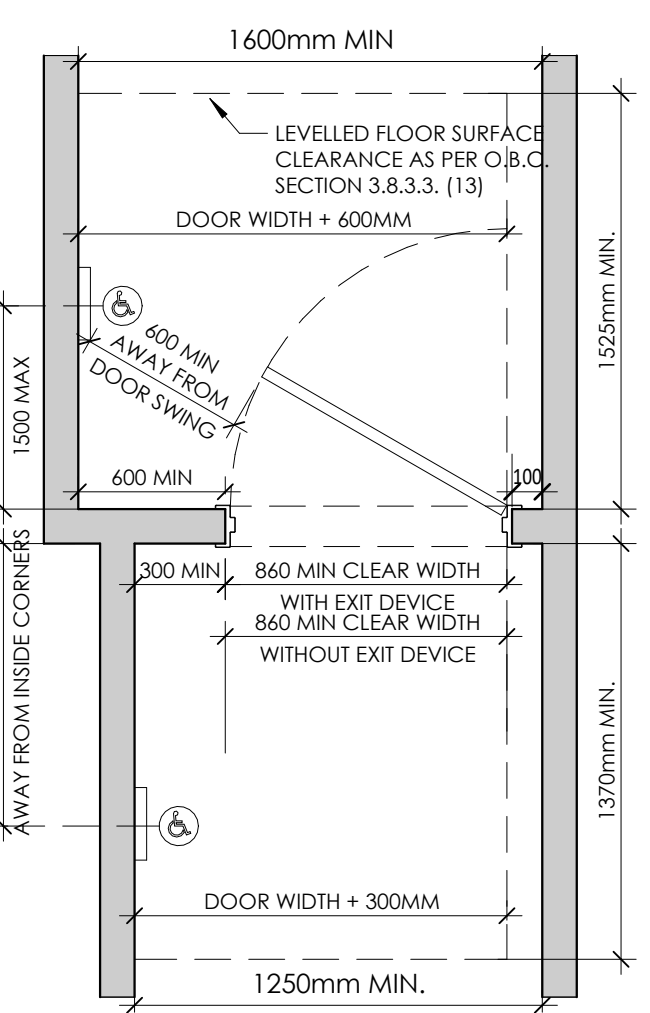 1600mm MIN
LEVELLED FLOOR SURFACE
CLEARANCE AS PER O.B.C.
SECTION 3.8.3.3. (13)
DOOR WIDTH + 600MM
1525mm MIN.
600 MIN
AWAY FROM
DOOR SWING
1500 MAX
600 MIN
100
300 MIN
860 MIN CLEAR WIDTH
WITH EXIT DEVICE
860 MIN CLEAR WIDTH
WITHOUT EXIT DEVICE
AWAY FROM INSIDE CORNERS
1370mm MIN.
DOOR WIDTH + 300MM
1250mm MIN.